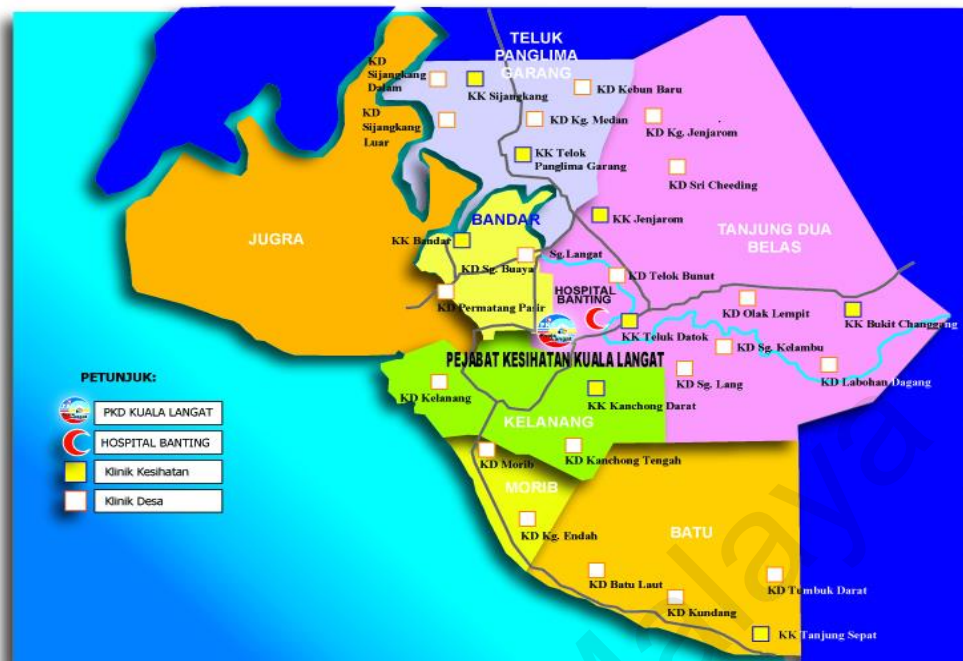 TELUK
PANGLIMA
GARANG
KD
Sijangkang
Dalam
KK Sijangkang
KD Kebun Baru
KD
Sijangkang
Luar
KD Kg. Medan
KD Kg. Jenjarom
KK Telok
Panglima Garang
KD Sri Cheeding
BANDAR
KK Jenjarom
JUGRA
TANJUNG DUA
BELAS
KK Bandar
KD Sg. Buaya
Sg. Langat
KD Telok Bunut
HOSPITAL
BANTING
KD Permatang Pasir
KD Olak Lempit
KK Bukit Changgang
KK Teluk Datok
KD Sg. Kelambu
PEJABAT KESIHATAN KUALA LANGAT
KD Sg. Lang
KD Labohan Dagang
KD Kelanang
KK Kanchong Darat
KELANANG
KD Morib
KD Kanchong Tengah
MORIB
KD Kg. Endah
BATU
KD Batu Laut
KD Tumbuk Darat
KD Kundang
KK Tanjung Sepat
PETUNJUK:
PKD KUALA LANGAT
HOSPITAL BANTING
Klinik Kesihatan
Klinik Desa
Malaya